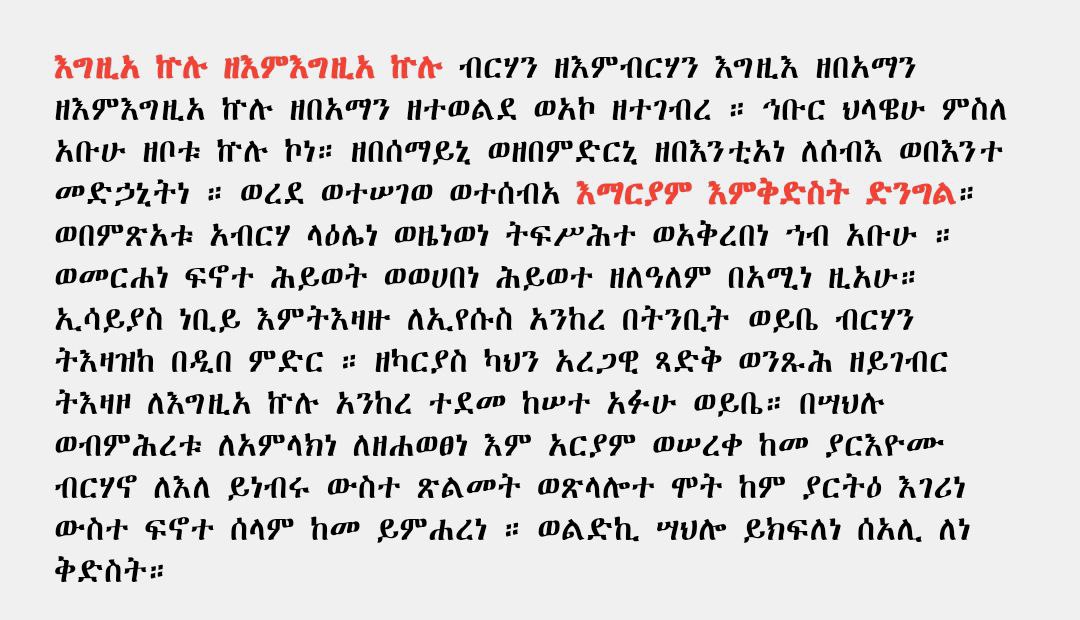 እግዚአ ኵሉ ዘእምእግዚአ ኵሉ ብርሃን ዘእምብርሃን እግዚእ ዘበአማን
ዘእምእግዚአ ኵሉ ዘበአማን ዘተወልደ ወአኮ ዘተገብረ ። ኅቡር ህላዌሁ ምስለ
አቡሁ ዘቦቱ ኵሉ ኮነ። ዘበሰማይኒ ወዘበምድርኒ ዘበእንቲአነ ለሰብእ ወበእንተ
መድኃኒትነ ። ወረደ ወተሠገወ ወተሰብአ እማርያም እምቅድስት ድንግል።
ወበምጽአቱ አብርሃ ላዕሌነ ወዜነወነ ትፍሥሕተ ወአቅረበነ ኀብ አቡሁ ።
ወመርሐነ ፍኖተ ሕይወት ወወሀበነ ሕይወተ ዘለዓለም በአሚነ ዚአሁ።
ኢሳይያስ ነቢይ እምትእዛዙ ለኢየሱስ አንከረ በትንቢት ወይቤ ብርሃን
ትእዛዝከ በዲበ ምድር ። ዘካርያስ ካህን አረጋዊ ጻድቅ ወንጹሕ ዘይገብር
ትእዛዞ ለእግዚአ ኵሉ አንከረ ተደመ ከሠተ አፉሁ ወይቤ። በሣህሉ
ወብምሕረቱ ለአምላክነ ለዘሐወፀነ እም አርያም ወሠረቀ ከመ ያርእዮሙ
ብርሃኖ ለእለ ይነብሩ ውስተ ጽልመት ወጽላሎተ ሞት ከም ያርትዕ እገሪነ
ውስተ ፍኖተ ሰላም ከመ ይምሐረነ ። ወልድኪ ሣህሎ ይክፍለነ ሰአሊ ለነ
ቅድስት።